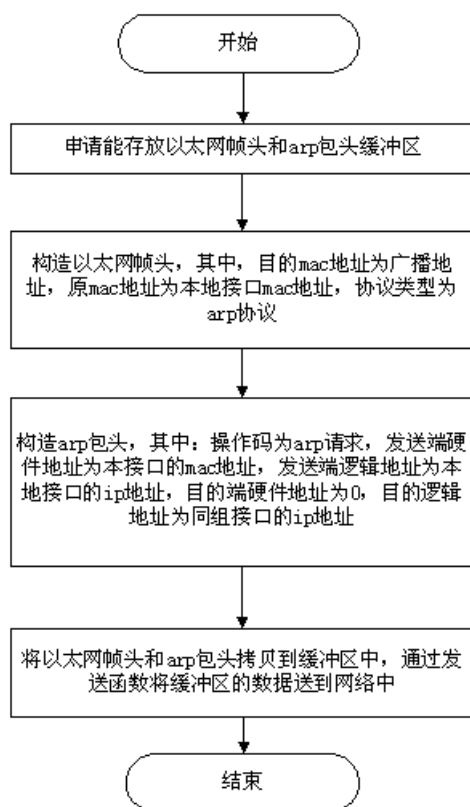 开始
申请能存放以太网帧头和arp包头缓冲区
构造以太网帧头，其中，目的mac地址为广播地
址，原mac地址为本地接口mac地址，协议类型为
arp协议
构造arp包头，其中：操作码为arp请求，发送端硬
件地址为本接口的mac地址，发送端逻辑地址为本
地接口的ip地址，目的端硬件地址为0，目的逻辑
地址为同组接口的ip地址
将以太网帧头和arp包头拷贝到缓冲区中，通过发
送函数将缓冲区的数据送到网络中
结束